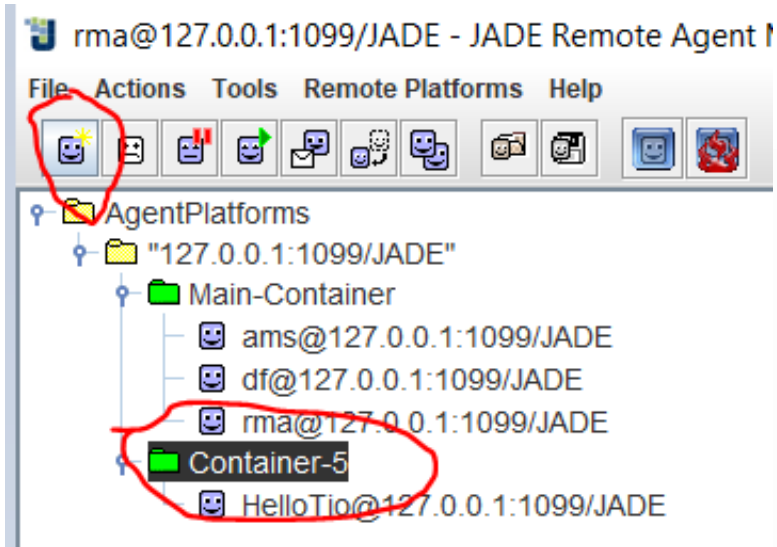 rma@127.0.0.1:1099/JADE - JADE Remote Agent
File Actions Tools Remote Platforms Help
AgentPlatforms
"127.0.0.1:1099/JADE"
Main-Container
ams@127.0.0.1:1099/JADE
df@127.0.0.1:1099/JADE
rma@127.0.0.1:1099/JADE
Container-5
HelloTio@127.0.0.1:1099/JADE